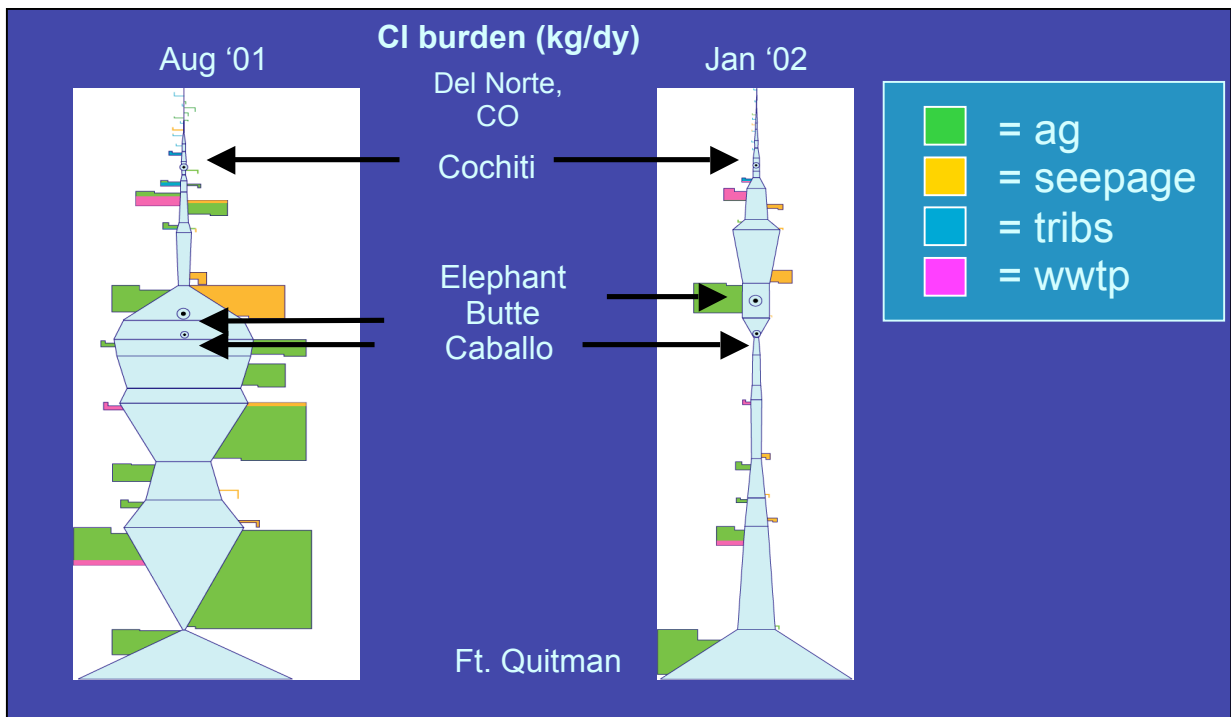 Cl burden (kg/dy)
Aug ‘01
Jan ‘02
Del Norte,
CO
Cochiti
Elephant
Butte
Caballo
Ft. Quitman
= ag
= seepage
= tribs
= wwtp